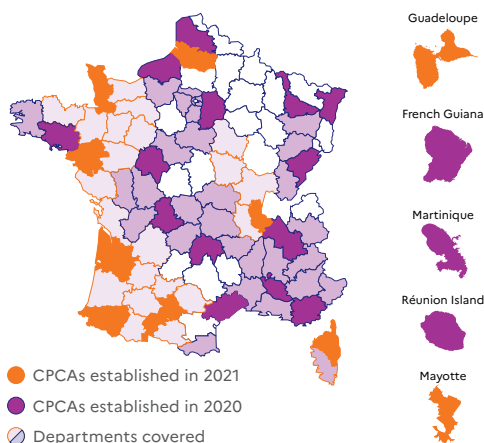 Guadeloupe
French Guiana
Martinique
Réunion Island
Mayotte
CPCAs established in 2021
CPCAs established in 2020
Departments covered